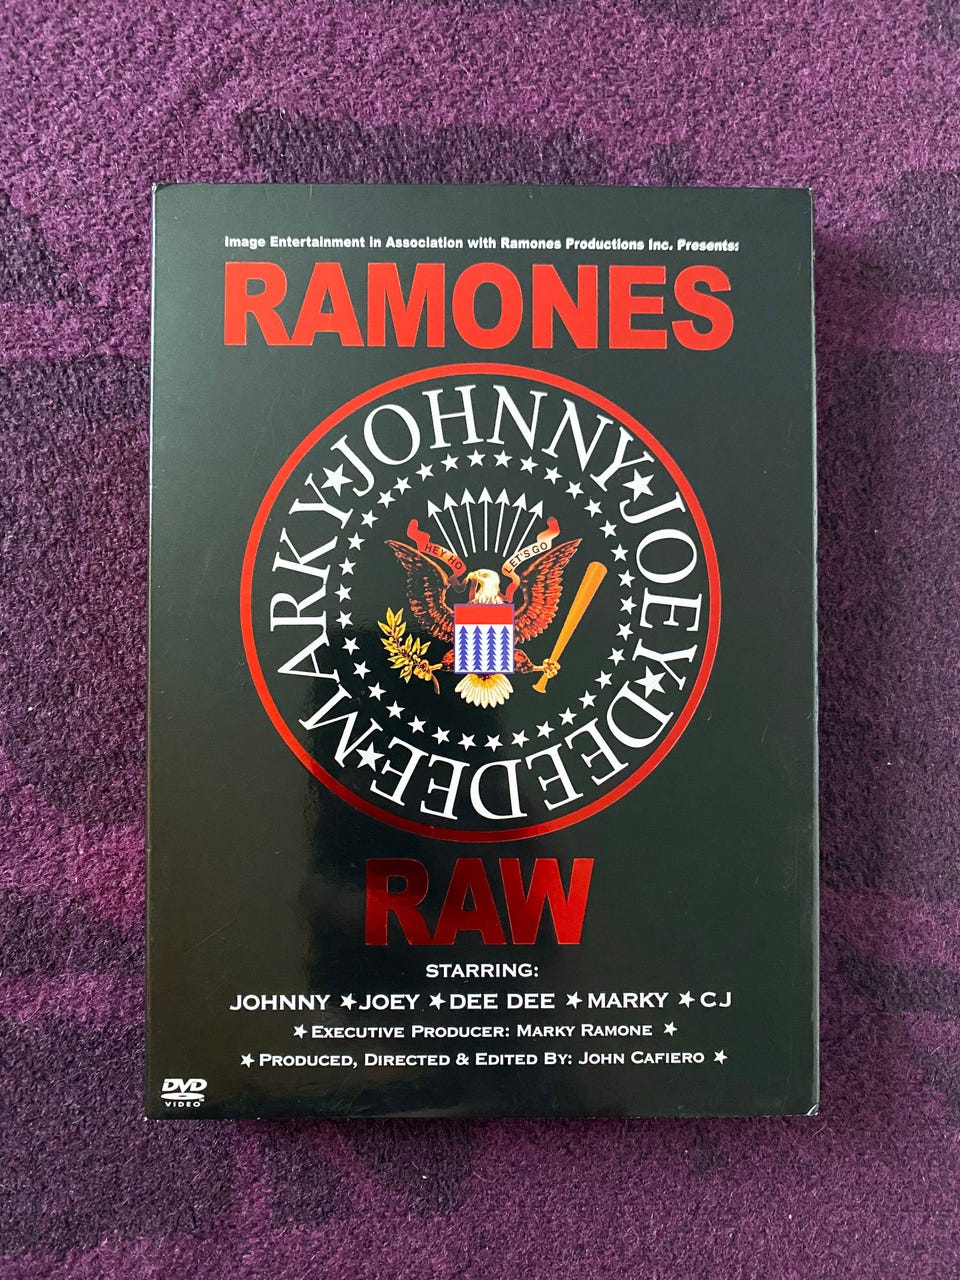 Image Entertainment in Association with Ramones Productions Inc. Presents:
RAMONES
JOHNNY ★ JOEY ★ DEE DEE ★ MARKY ★
HEY HO
LET'S GO
RAW
STARRING:
JOHNNY ★ JOEY ★ DEE DEE ★ MARKY ★ CJ
★ EXECUTIVE PRODUCER: MARKY RAMONE ★
★ PRODUCED, DIRECTED & EDITED BY: JOHN CAFIERO ★
DVD
VIDEO